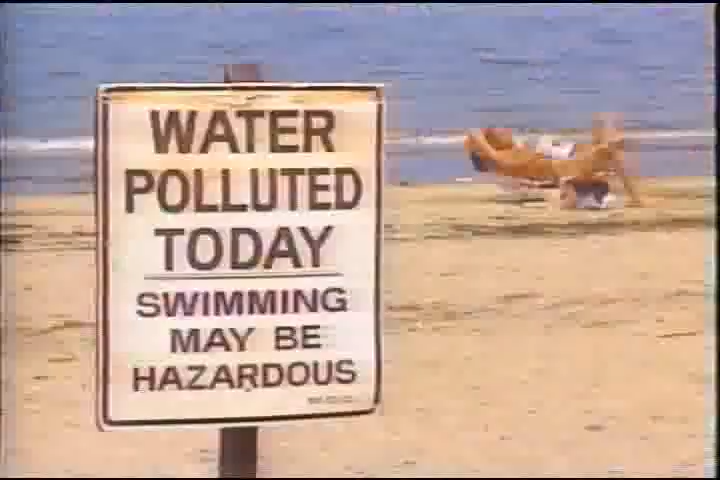 WATER
POLLUTED
TODAY
SWIMMING
MAY BE
HAZARDOUS